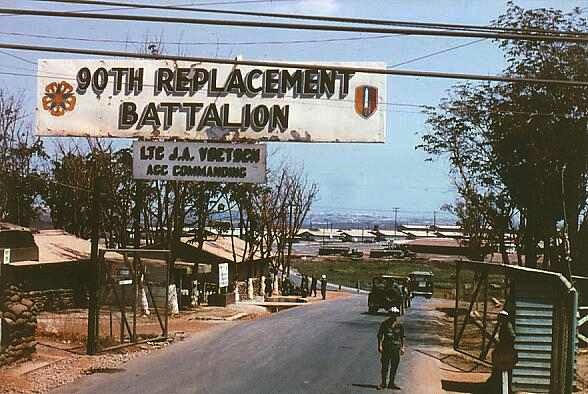 90TH REPLACEMENT
BATTALION
LTC J.A. VOETSCH
AGC COMMANDING